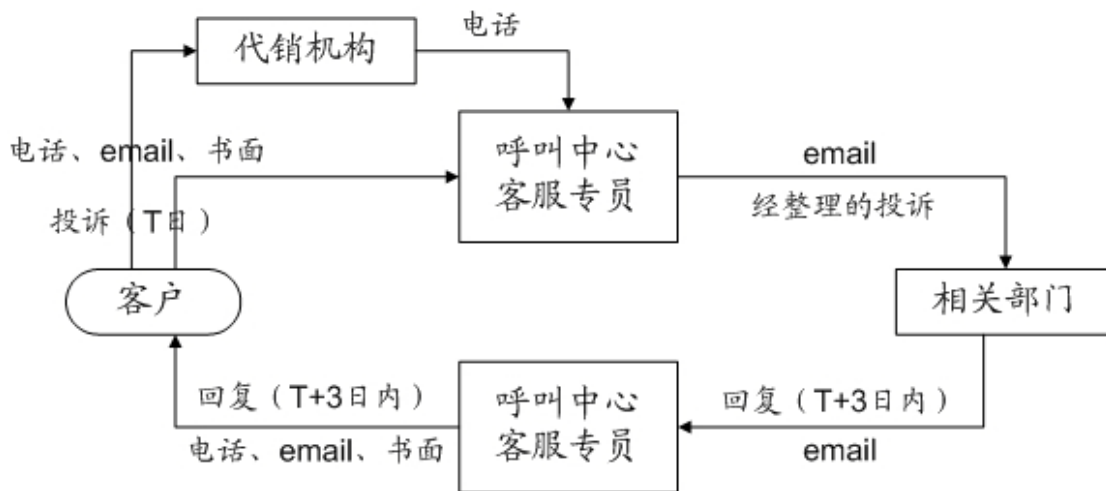 代销机构
电话
电话、email、书面
投诉（T日）
呼叫中心
客服专员
email
经整理的投诉
客户
相关部门
回复（T+3日内）
电话、email、书面
呼叫中心
客服专员
回复（T+3日内）
email